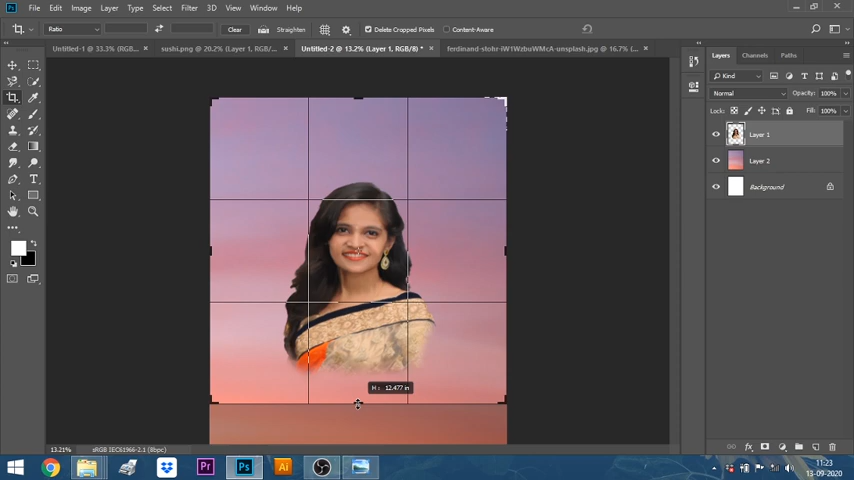 Ps File Edit Image Layer Type Select Filter 3D View Window Help
Ratio Clear Straighten Delete Cropped Pixels Content-Aware
Untitled-1 @ 33.3% (RGB... × sushi.png @ 20.2% (Layer 1, RGB/... × Untitled-2 @ 13.2% (Layer 1, RGB/8) * × ferdinand-stohr-iW1WzbuWMcA-unsplash.jpg @ 16.7% (... ×
Layers Channels Paths
Kind
Normal Opacity: 100%
Lock: Fill: 100%
Layer 1
Layer 2
Background
H : 12.477 in
13.21% sRGB IEC61966-2.1 (8bpc)
Pr Ps Ai
11:23
13-09-2020